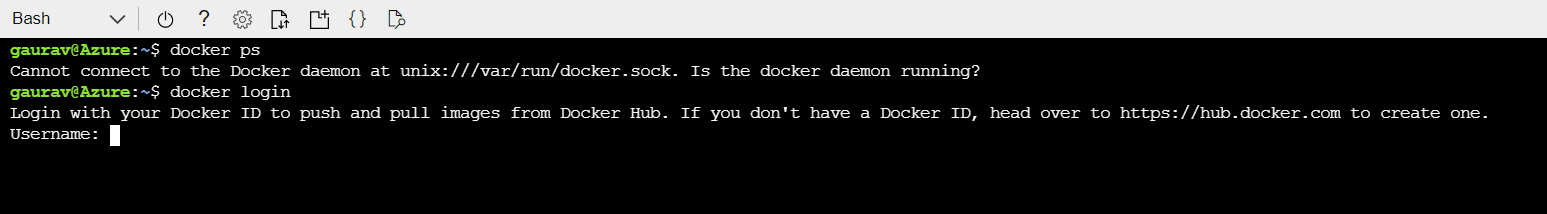 Bash
?
{ }
gaurav@Azure:~$ docker ps
Cannot connect to the Docker daemon at unix:///var/run/docker.sock. Is the docker daemon running?
gaurav@Azure:~$ docker login
Login with your Docker ID to push and pull images from Docker Hub. If you don't have a Docker ID, head over to https://hub.docker.com to create one.
Username: